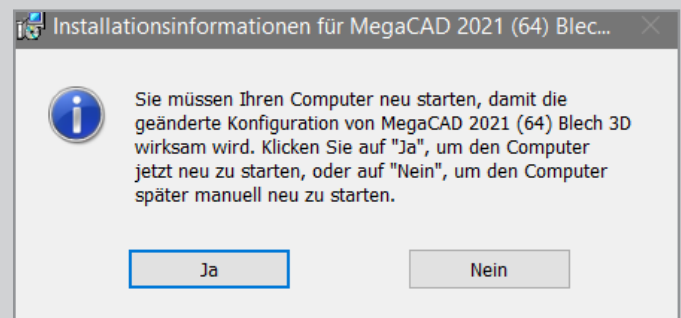 Installationsinformationen für MegaCAD 2021 (64) Blec...
Sie müssen Ihren Computer neu starten, damit die
geänderte Konfiguration von MegaCAD 2021 (64) Blech 3D
wirksam wird. Klicken Sie auf "Ja", um den Computer
jetzt neu zu starten, oder auf "Nein", um den Computer
später manuell neu zu starten.
Ja
Nein